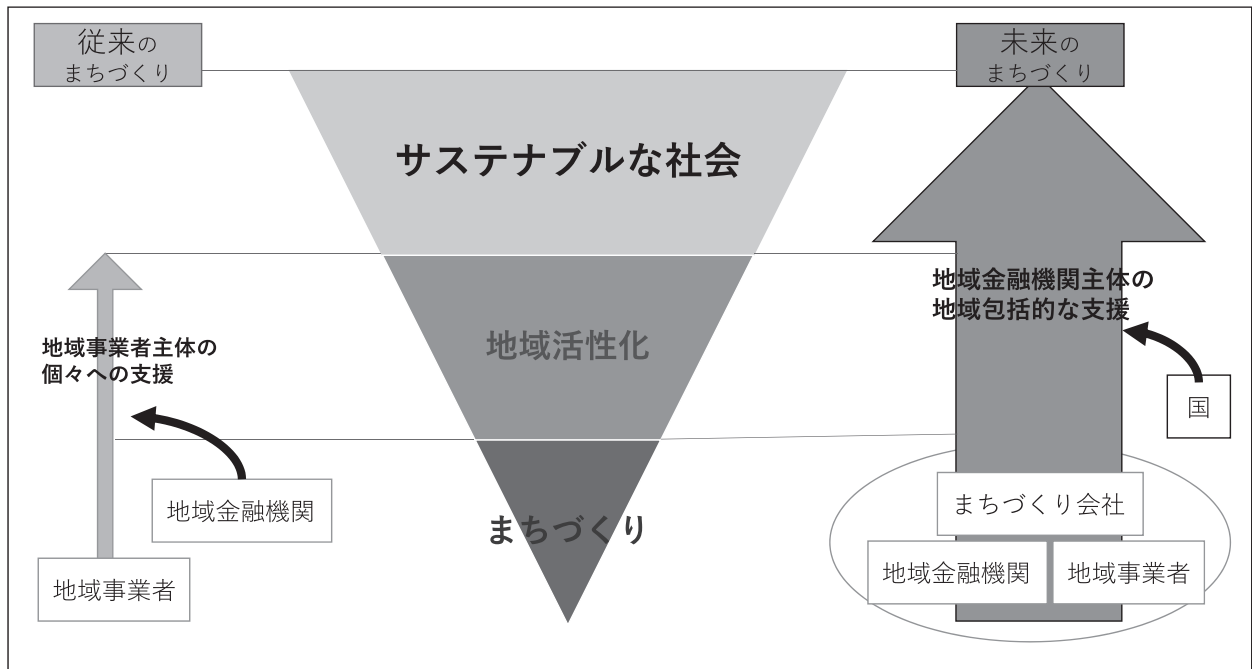 従来の
まちづくり
未来の
まちづくり
サステナブルな社会
地域活性化
まちづくり
地域事業者主体の
個々への支援
地域金融機関
地域事業者
地域金融機関主体の
地域包括的な支援
国
まちづくり会社
地域金融機関
地域事業者